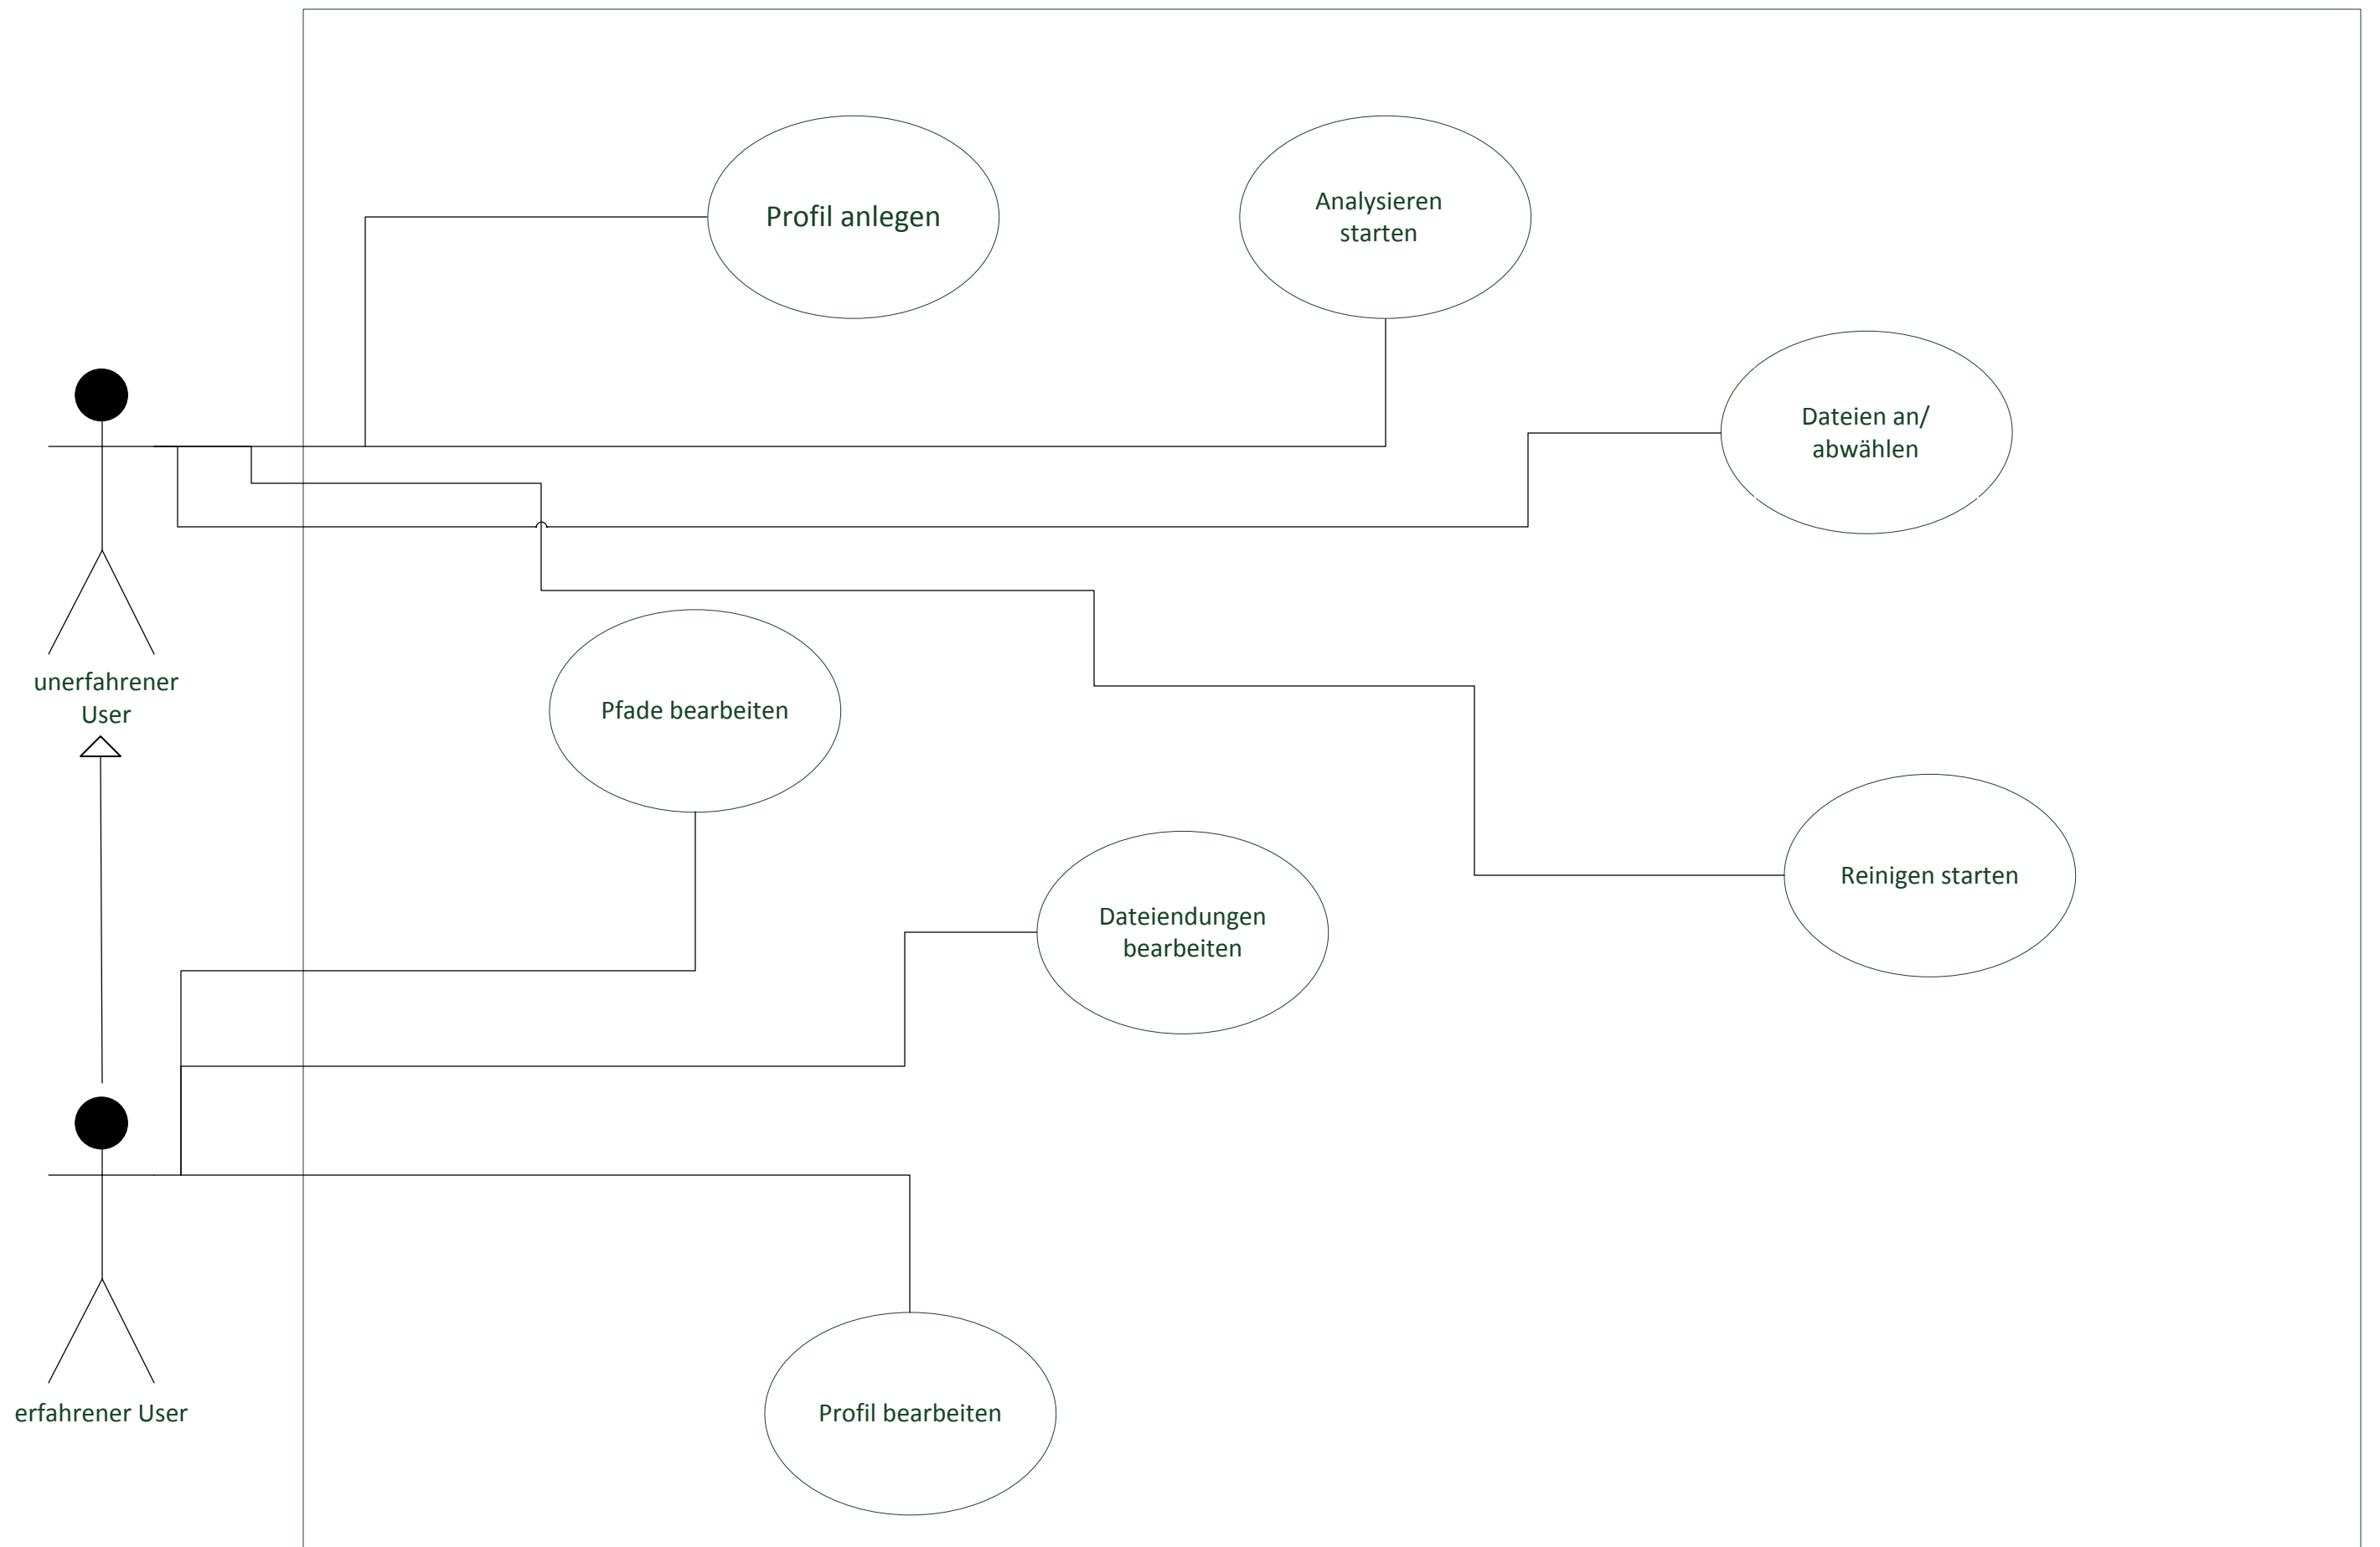 Profil anlegen
Analysieren
starten
Dateien an/
abwählen
unerfahrener
User
Pfade bearbeiten
Reinigen starten
Dateiendungen
bearbeiten
erfahrener User
Profil bearbeiten